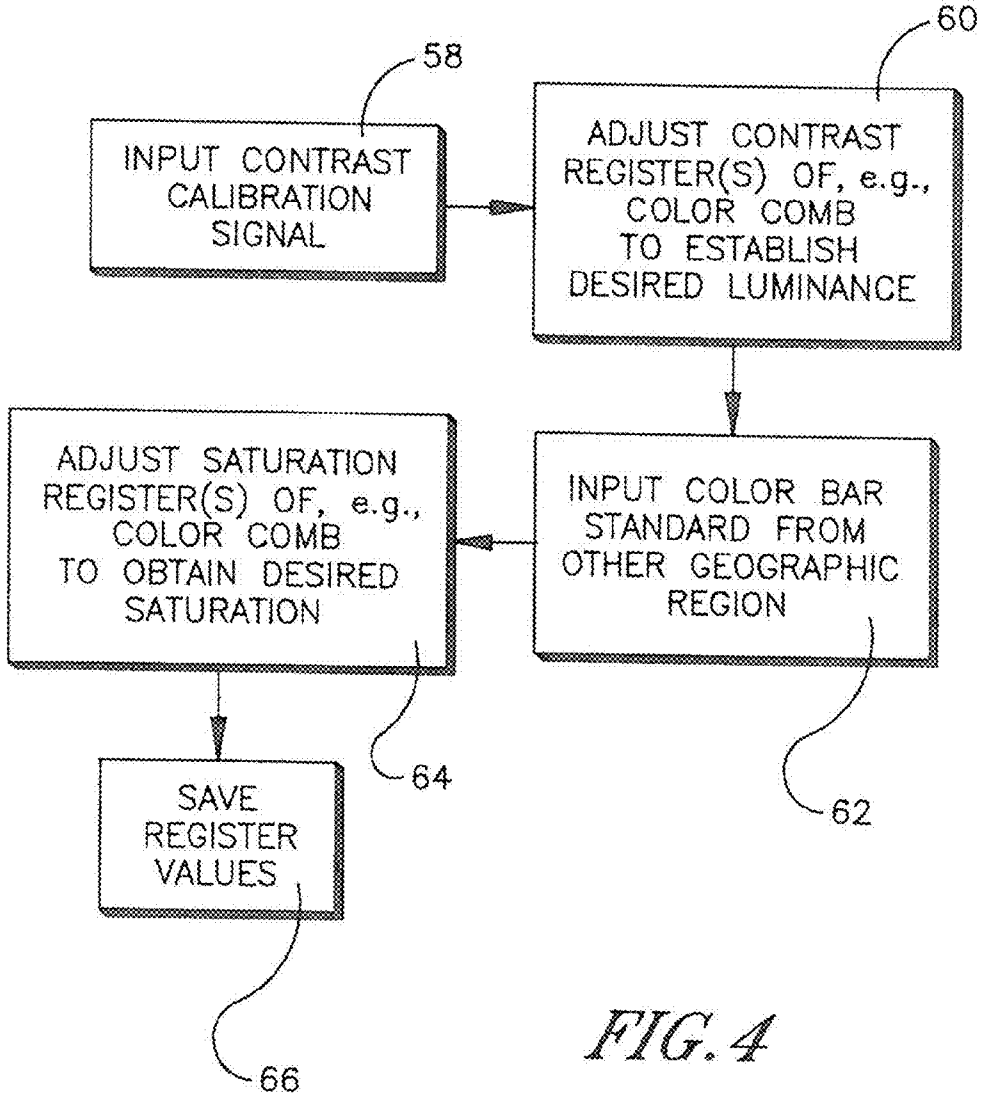 58
INPUT CONTRAST
CALIBRATION
SIGNAL
60
ADJUST CONTRAST
REGISTER(S) OF, e.g.,
COLOR COMB
TO ESTABLISH
DESIRED LUMINANCE
INPUT COLOR BAR
STANDARD FROM
OTHER GEOGRAPHIC
REGION
62
ADJUST SATURATION
REGISTER(S) OF, e.g.,
COLOR COMB
TO OBTAIN DESIRED
SATURATION
64
SAVE
REGISTER
VALUES
66
FIG. 4